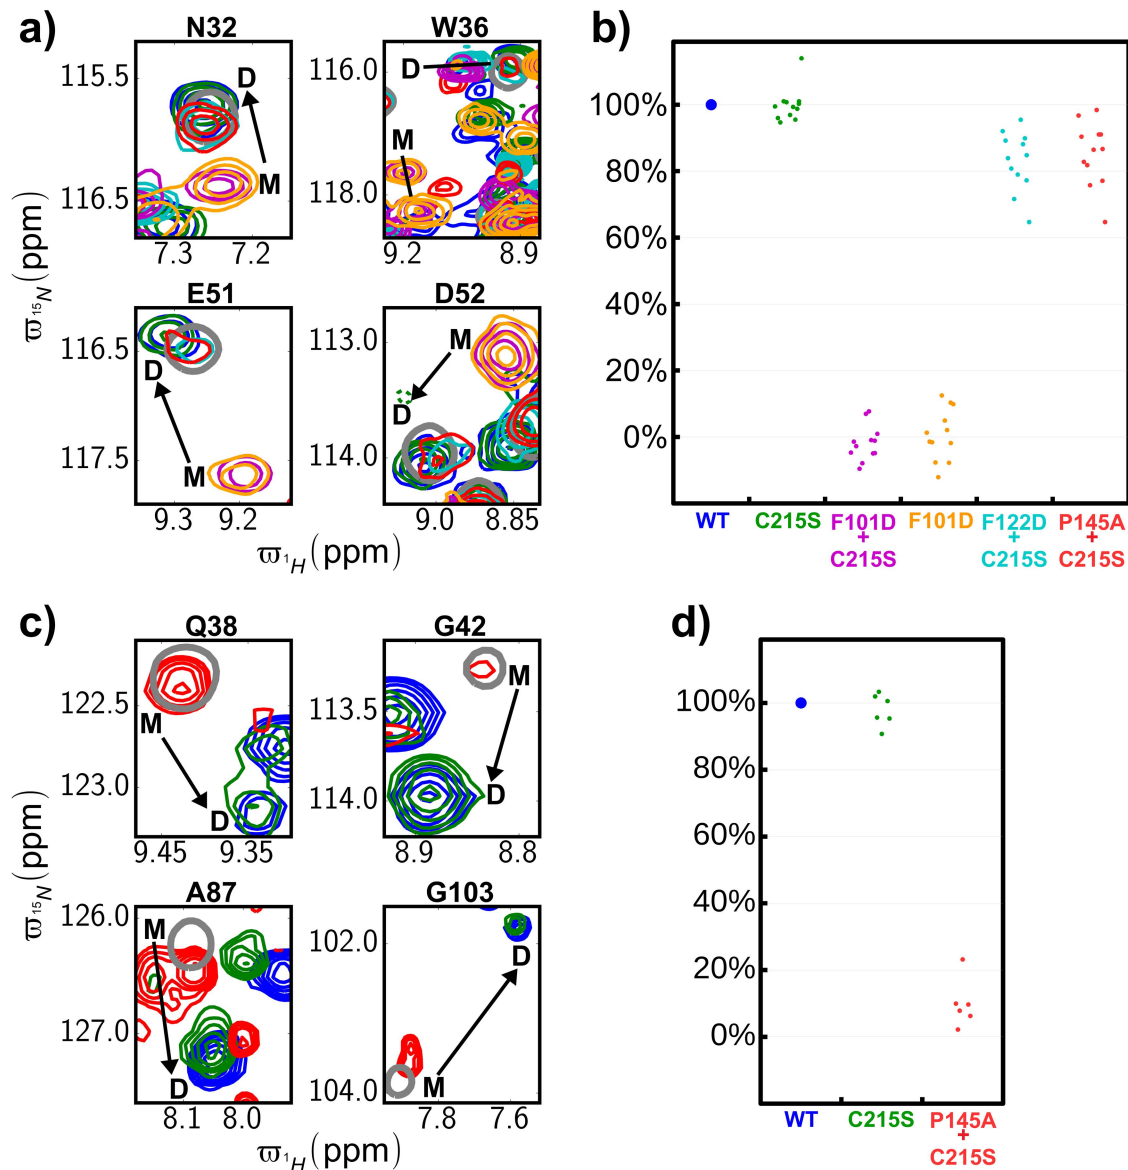 a)
N32
W36
115.5
116.5
D
M
7.3 7.2
116.0
118.0
D
M
9.2 8.9
E51
D52
116.5
117.5
D
M
9.3 9.2
113.0
114.0
M
D
9.0 8.85
ϖ15N(ppm)
ϖ1H(ppm)
b)
100%
80%
60%
40%
20%
0%
WT
C215S
F101D
+
C215S
F101D
F122D
+
C215S
P145A
+
C215S
c)
Q38
G42
122.5
123.0
M
D
9.45 9.35
113.5
114.0
M
D
8.9 8.8
A87
G103
126.0
127.0
M
D
8.1 8.0
102.0
104.0
D
M
7.8 7.6
ϖ15N(ppm)
ϖ1H(ppm)
d)
100%
80%
60%
40%
20%
0%
WT
C215S
P145A
+
C215S